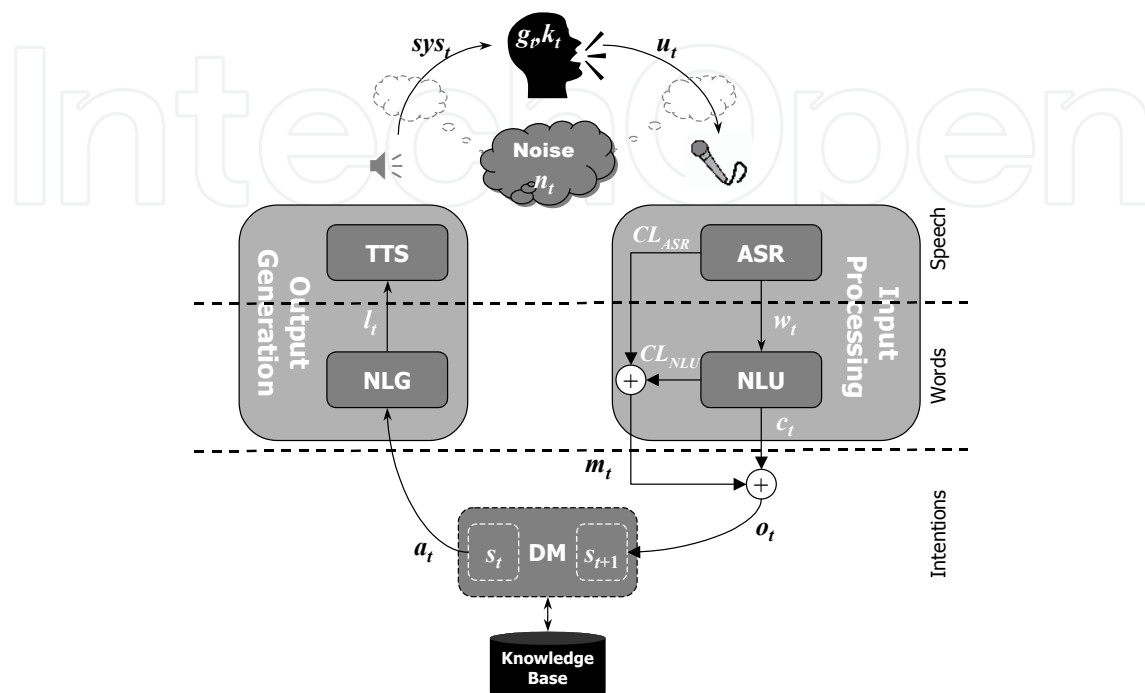 IntechOpen
sys_t
g_t, k_t
u_t
Noise
n_t
Output
Generation
TTS
l_t
NLG
CL_ASR
ASR
w_t
CL_NLU
NLU
+
c_t
Input
Processing
Speech
Words
Intentions
m_t
+
o_t
a_t
s_t
DM
s_t+1
Knowledge
Base